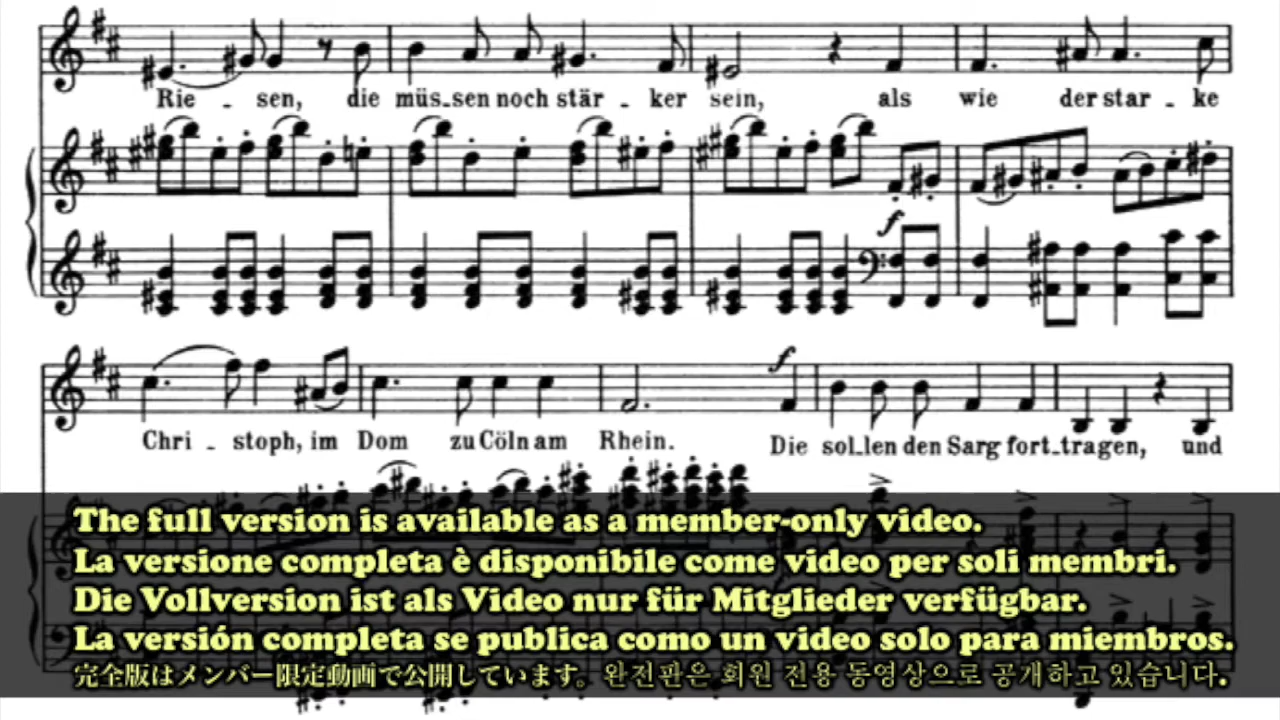 Rie - sen, die müs-sen noch stär - ker sein, als wie der star - ke
f
f
Chri - stoph, im Dom zu Cöln am Rhein. Die sol-len den Sarg fort-tragen, und
The full version is available as a member-only video.
La versione completa è disponibile come video per soli membri.
Die Vollversion ist als Video nur für Mitglieder verfügbar.
La versión completa se publica como un video solo para miembros.
完全版はメンバー限定動画で公開しています。완전판은 회원 전용 동영상으로 공개하고 있습니다.